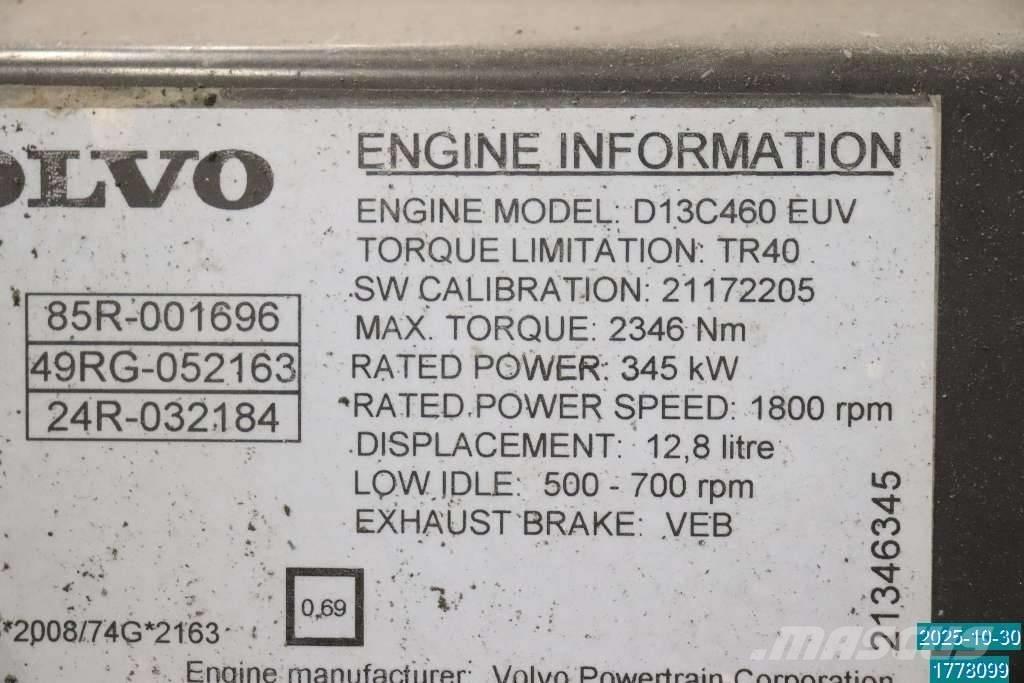 OLVO
ENGINE INFORMATION
ENGINE MODEL: D13C460 EUV
TORQUE LIMITATION: TR40
SW CALIBRATION: 21172205
MAX. TORQUE: 2346 Nm
RATED POWER: 345 kW
RATED POWER SPEED: 1800 rpm
DISPLACEMENT: 12,8 litre
LOW IDLE: 500 - 700 rpm
EXHAUST BRAKE: VEB
85R-001696
49RG-052163
24R-032184
0,69
*2008/74G*2163
Engine manufacturer: Volvo Powertrain Corporation
21346345
MASCUS
2025-10-30
1778099